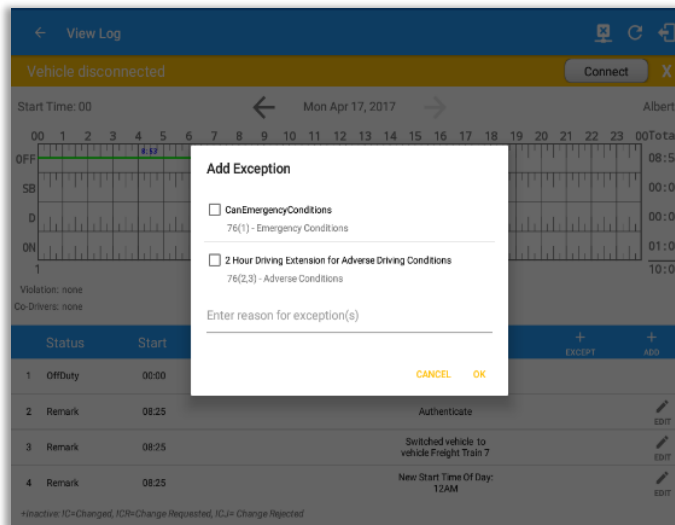 View Log
Vehicle disconnected
Connect X
Start Time: 00
Mon Apr 17, 2017
Albert
00 1 2 3 4 5 6 7 8 9 10 11 12 13 14 15 16 17 18 19 20 21 22 23 00 Tota
OFF 8:57 08:5
SB 00:0
D 00:0
ON 01:0
1 10:0
Violation: none
Co-Drivers: none
Add Exception
CanEmergencyConditions
76(1) - Emergency Conditions
2 Hour Driving Extension for Adverse Driving Conditions
76(2,3) - Adverse Conditions
Enter reason for exception(s)
CANCEL OK
Status Start + EXCEPT + ADD
1 OffDuty 00:00
2 Remark 08:25 Authenticate EDIT
3 Remark 08:25 Switched vehicle to
vehicle Freight Train 7 EDIT
4 Remark 08:25 New Start Time Of Day:
12AM EDIT
+Inactive: IC=Changed, ICR=Change Requested, ICJ= Change Rejected